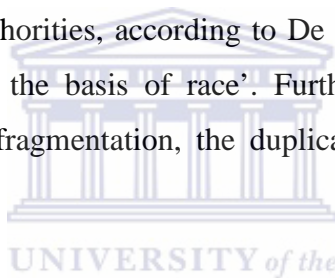 horities, according to De
the basis of race’. Furth
fragmentation, the duplica
UNIVERSITY of the